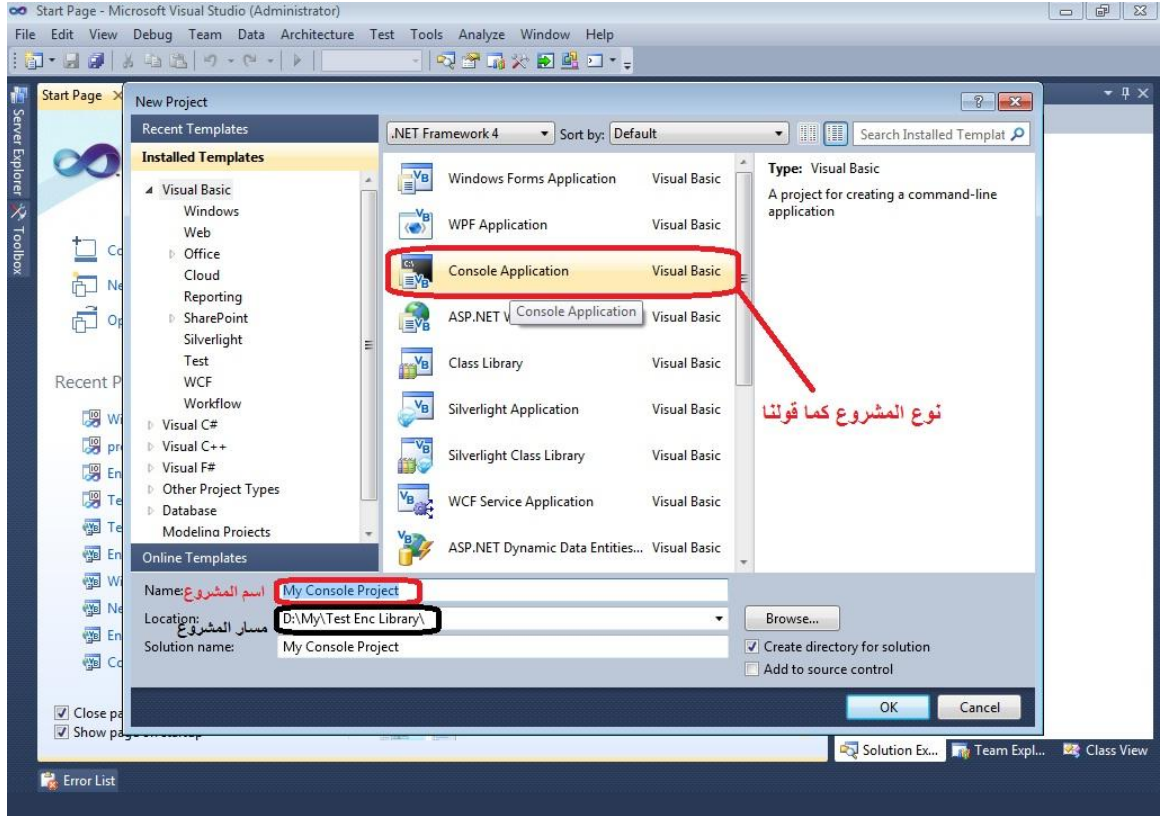 Start Page - Microsoft Visual Studio (Administrator)
File Edit View Debug Team Data Architecture Test Tools Analyze Window Help
Server Explorer
Toolbox
Start Page
New Project
Recent Templates
Installed Templates
Visual Basic
Windows
Web
Office
Cloud
Reporting
SharePoint
Silverlight
Test
WCF
Workflow
Visual C#
Visual C++
Visual F#
Other Project Types
Database
Modeling Projects
Online Templates
.NET Framework 4 Sort by: Default
Search Installed Templat
Windows Forms Application Visual Basic
WPF Application Visual Basic
Console Application Visual Basic
Console Application
ASP.NET Visual Basic
Class Library Visual Basic
Silverlight Application Visual Basic
Silverlight Class Library Visual Basic
WCF Service Application Visual Basic
ASP.NET Dynamic Data Entities... Visual Basic
Type: Visual Basic
A project for creating a command-line
application
نوع المشروع كما قولنا
Name: اسم المشروع My Console Project
Location: مسار المشروع D:\My\Test Enc Library\
Browse...
Solution name: My Console Project
Create directory for solution
Add to source control
OK Cancel
Recent P
Close pa
Show page on startup
Solution Ex... Team Expl... Class View
Error List